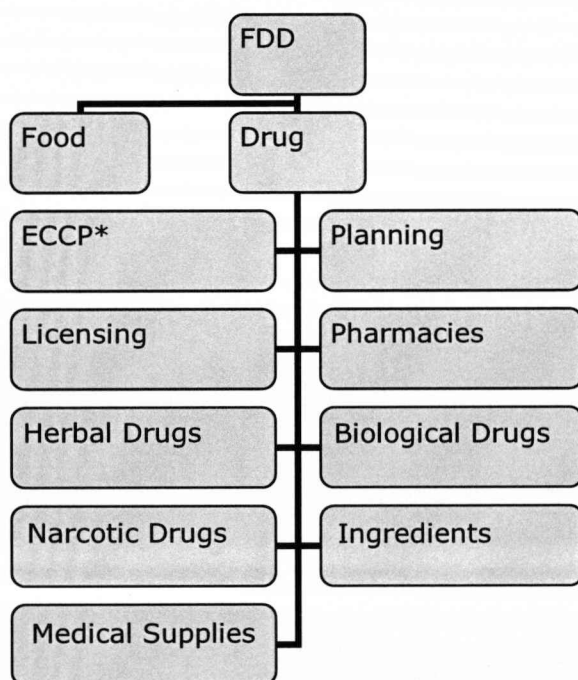 FDD
Food
Drug
ECCP*
Planning
Licensing
Pharmacies
Herbal Drugs
Biological Drugs
Narcotic Drugs
Ingredients
Medical Supplies